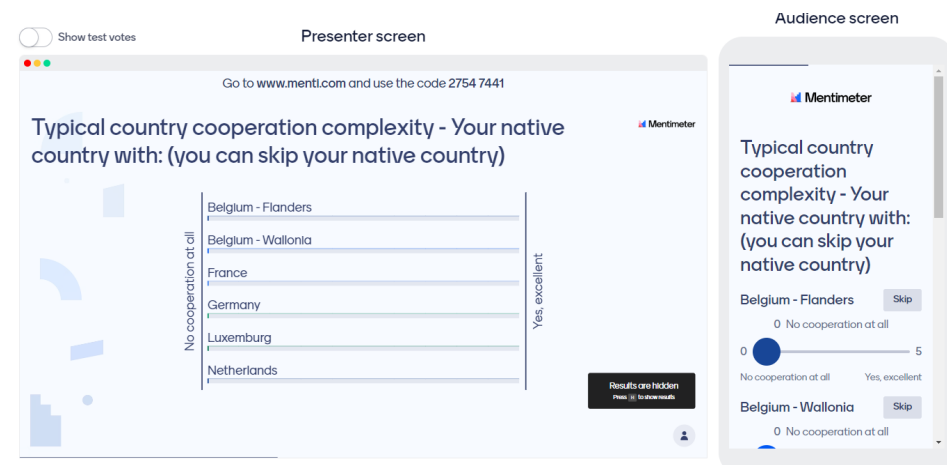 Show test votes
Presenter screen
Audience screen
Go to www.menti.com and use the code 2754 7441
Typical country cooperation complexity - Your native
country with: (you can skip your native country)
Mentimeter
No cooperation at all
Belgium - Flanders
Belgium - Wallonia
France
Germany
Luxemburg
Netherlands
Yes, excellent
Results are hidden
Press H to show results
Mentimeter
Typical country
cooperation
complexity - Your
native country with:
(you can skip your
native country)
Belgium - Flanders
Skip
0 No cooperation at all
0 5
No cooperation at all Yes, excellent
Belgium - Wallonia
Skip
0 No cooperation at all